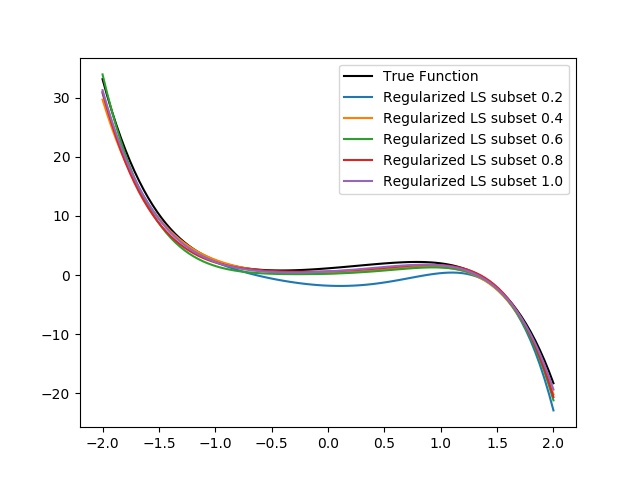 True Function
Regularized LS subset 0.2
Regularized LS subset 0.4
Regularized LS subset 0.6
Regularized LS subset 0.8
Regularized LS subset 1.0
30
20
10
0
−10
−20
−2.0 −1.5 −1.0 −0.5 0.0 0.5 1.0 1.5 2.0